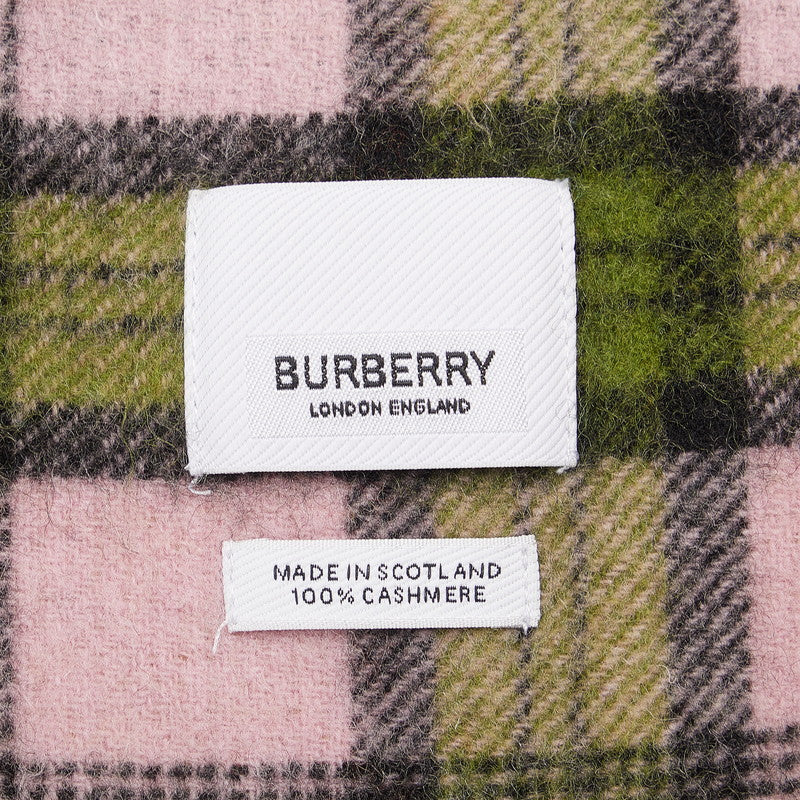 BURBERRY
LONDON ENGLAND
MADE IN SCOTLAND
100% CASHMERE